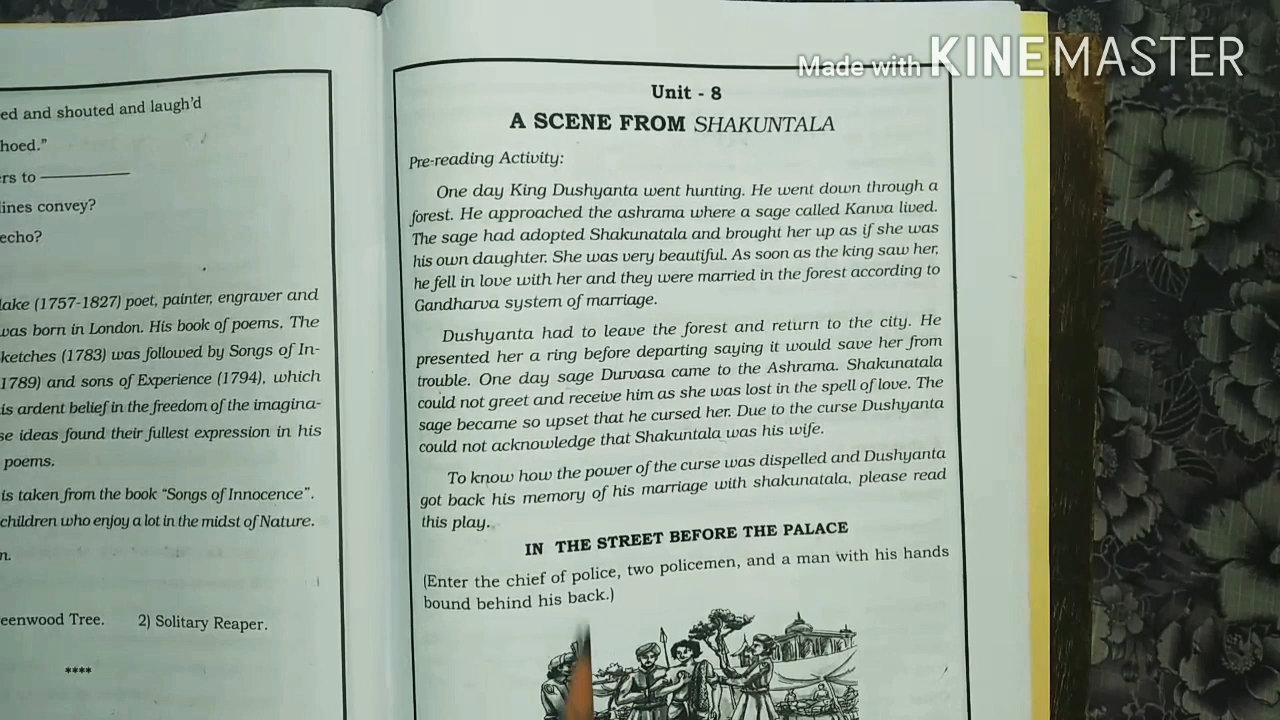 Made with KINEMASTER
ed and shouted and laugh'd
hoed."
ers to
lines convey?
echo?
lake (1757-1827) poet, painter, engraver and
was born in London. His book of poems, The
ketches (1783) was followed by Songs of In-
1789) and sons of Experience (1794), which
is ardent belief in the freedom of the imagina-
se ideas found their fullest expression in his
poems.
is taken from the book "Songs of Innocence".
children who enjoy a lot in the midst of Nature.
n.
eenwood Tree. 2) Solitary Reaper.
****
Unit - 8
A SCENE FROM SHAKUNTALA
Pre-reading Activity:
One day King Dushyanta went hunting. He went down through a
forest. He approached the ashrama where a sage called Kanva lived.
The sage had adopted Shakunatala and brought her up as if she was
his own daughter. She was very beautiful. As soon as the king saw her,
he fell in love with her and they were married in the forest according to
Gandharva system of marriage.
Dushyanta had to leave the forest and return to the city. He
presented her a ring before departing saying it would save her from
trouble. One day sage Durvasa came to the Ashrama. Shakunatala
could not greet and receive him as she was lost in the spell of love. The
sage became so upset that he cursed her. Due to the curse Dushyanta
could not acknowledge that Shakuntala was his wife.
To know how the power of the curse was dispelled and Dushyanta
got back his memory of his marriage with shakunatala, please read
this play.
IN THE STREET BEFORE THE PALACE
(Enter the chief of police, two policemen, and a man with his hands
bound behind his back.)